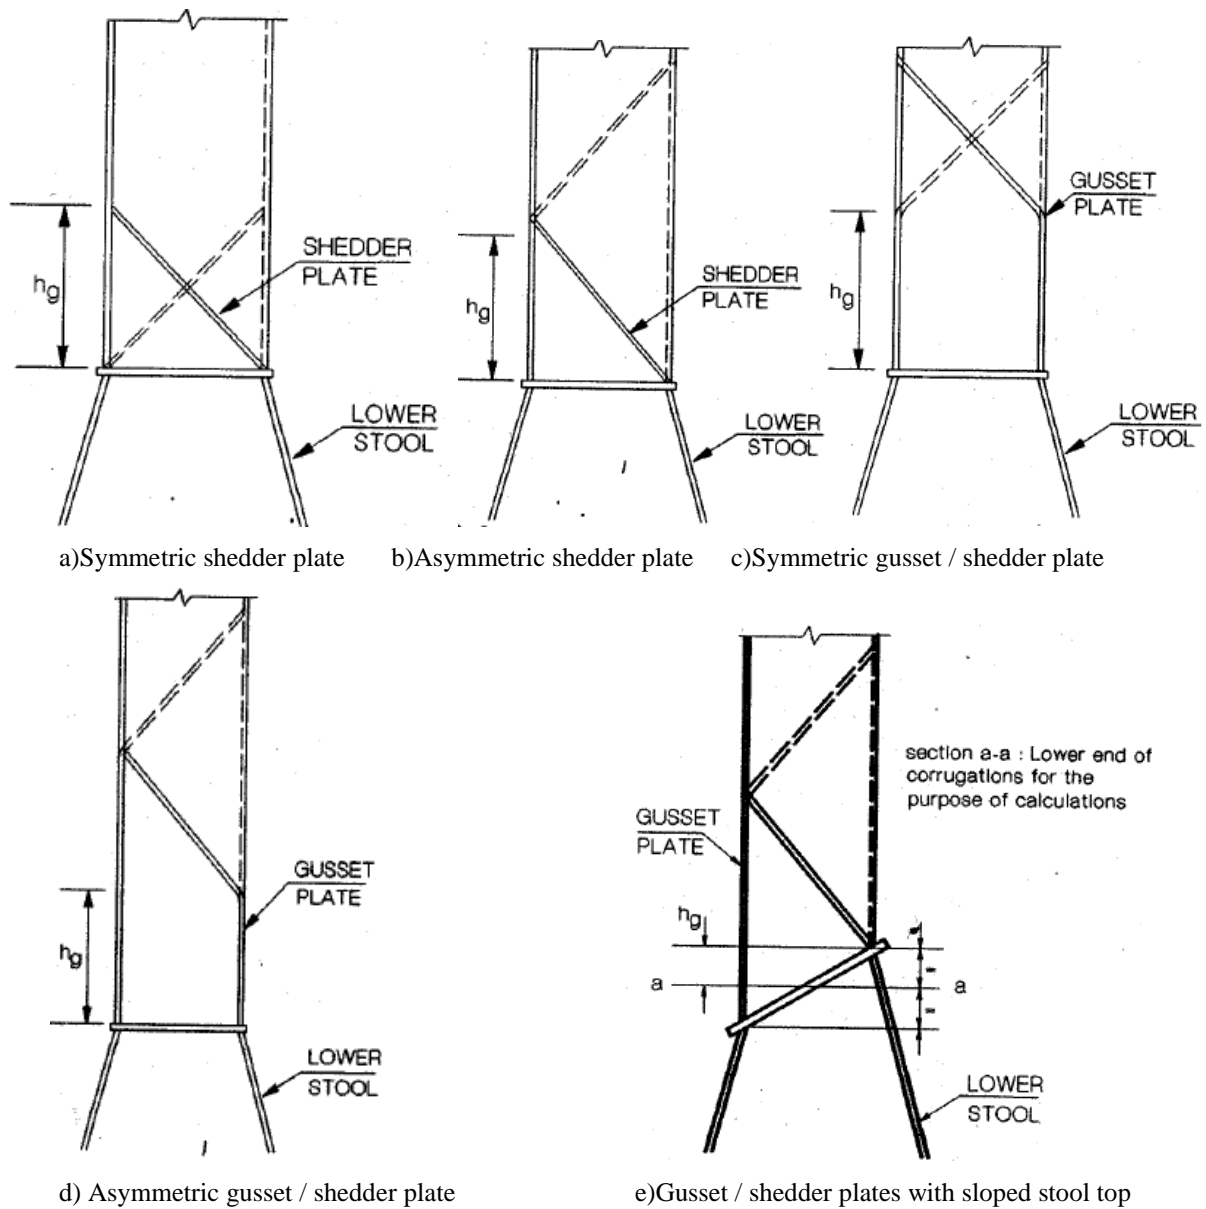 SHEDDER
PLATE
hg
LOWER
STOOL
a)Symmetric shedder plate
SHEDDER
PLATE
hg
LOWER
STOOL
b)Asymmetric shedder plate
GUSSET
PLATE
hg
LOWER
STOOL
c)Symmetric gusset / shedder plate
GUSSET
PLATE
hg
LOWER
STOOL
d) Asymmetric gusset / shedder plate
section a-a : Lower end of
corrugations for the
purpose of calculations
GUSSET
PLATE
hg
a a
LOWER
STOOL
e)Gusset / shedder plates with sloped stool top